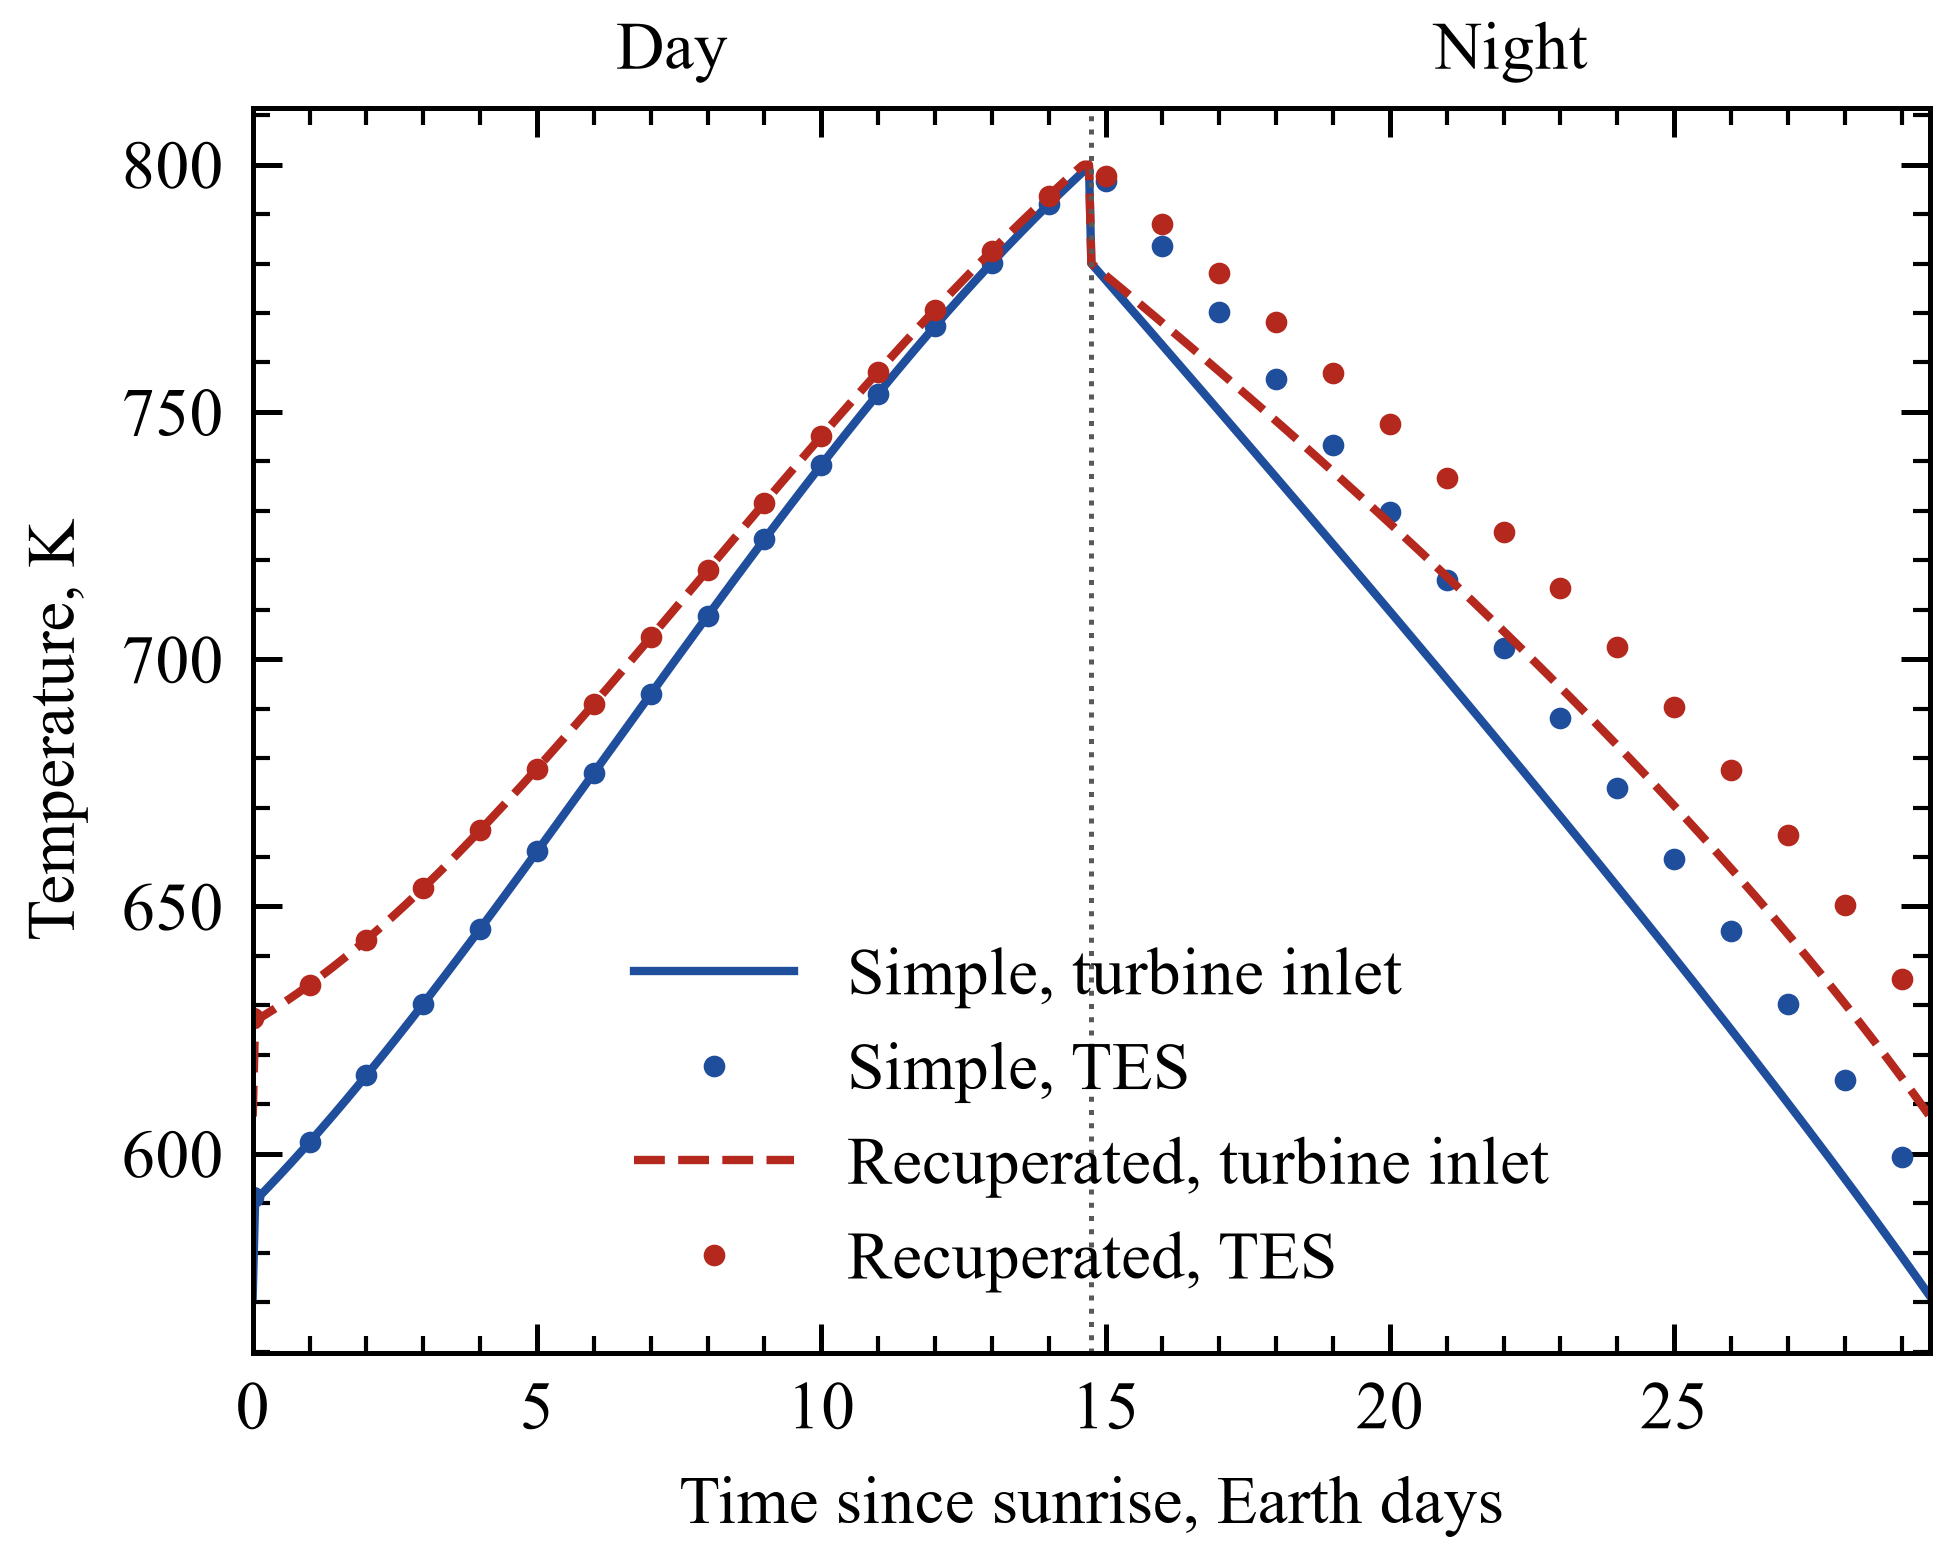 Day Night
800
750
700
650
600
Temperature, K
Simple, turbine inlet
Simple, TES
Recuperated, turbine inlet
Recuperated, TES
0 5 10 15 20 25
Time since sunrise, Earth days